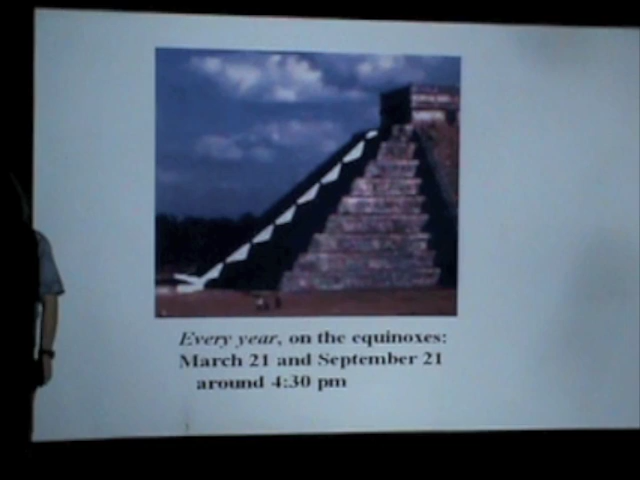 Every year, on the equinoxes:
March 21 and September 21
around 4:30 pm